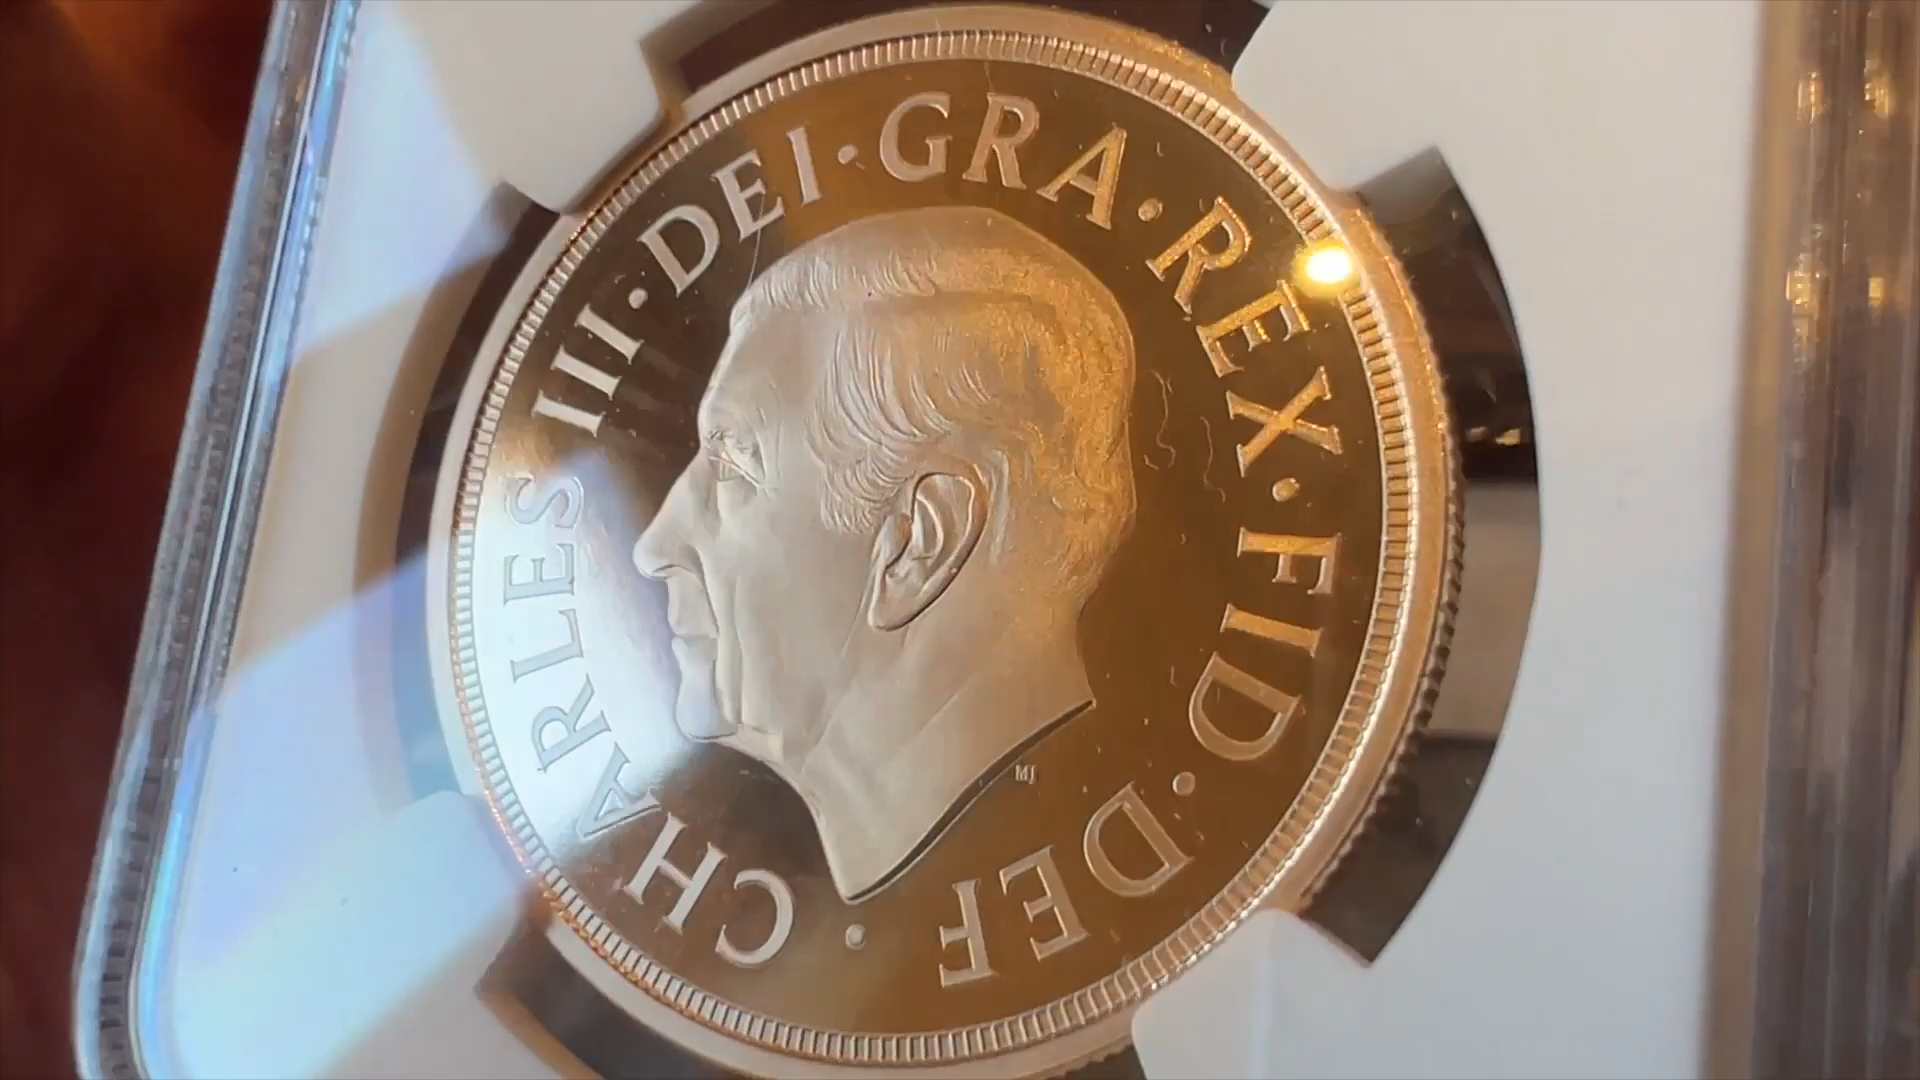 · CHARLES III · DEI · GRA · REX · FID · DEF
MJ